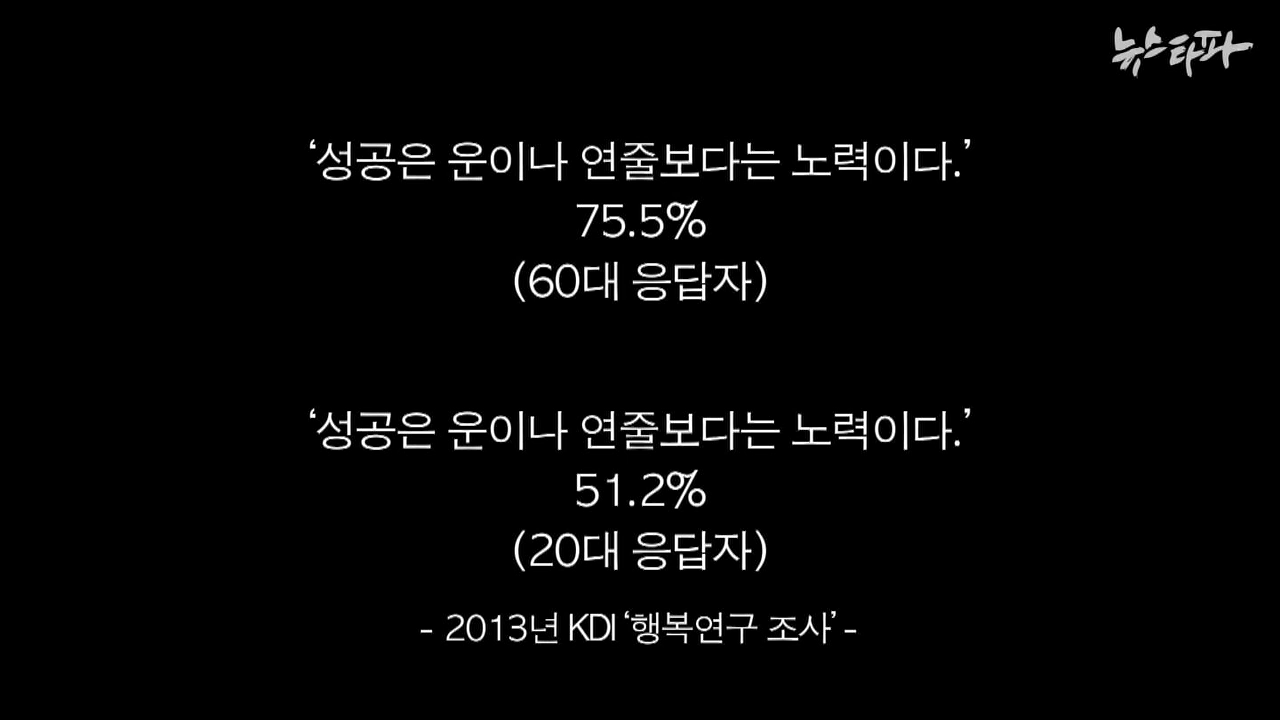 뉴스타파
‘성공은 운이나 연줄보다는 노력이다.’
75.5%
(60대 응답자)
‘성공은 운이나 연줄보다는 노력이다.’
51.2%
(20대 응답자)
- 2013년 KDI ‘행복연구 조사’ -